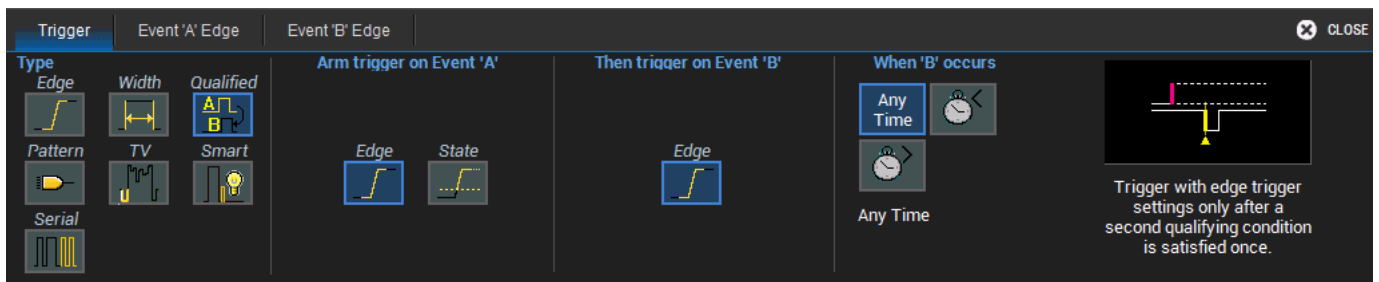 Trigger
Event 'A' Edge
Event 'B' Edge
CLOSE
Type
Edge
Width
Qualified
A
B
Pattern
TV
Smart
U
Serial
Arm trigger on Event 'A'
Edge
State
Then trigger on Event 'B'
Edge
When 'B' occurs
Any
Time
<
>
Any Time
Trigger with edge trigger
settings only after a
second qualifying condition
is satisfied once.